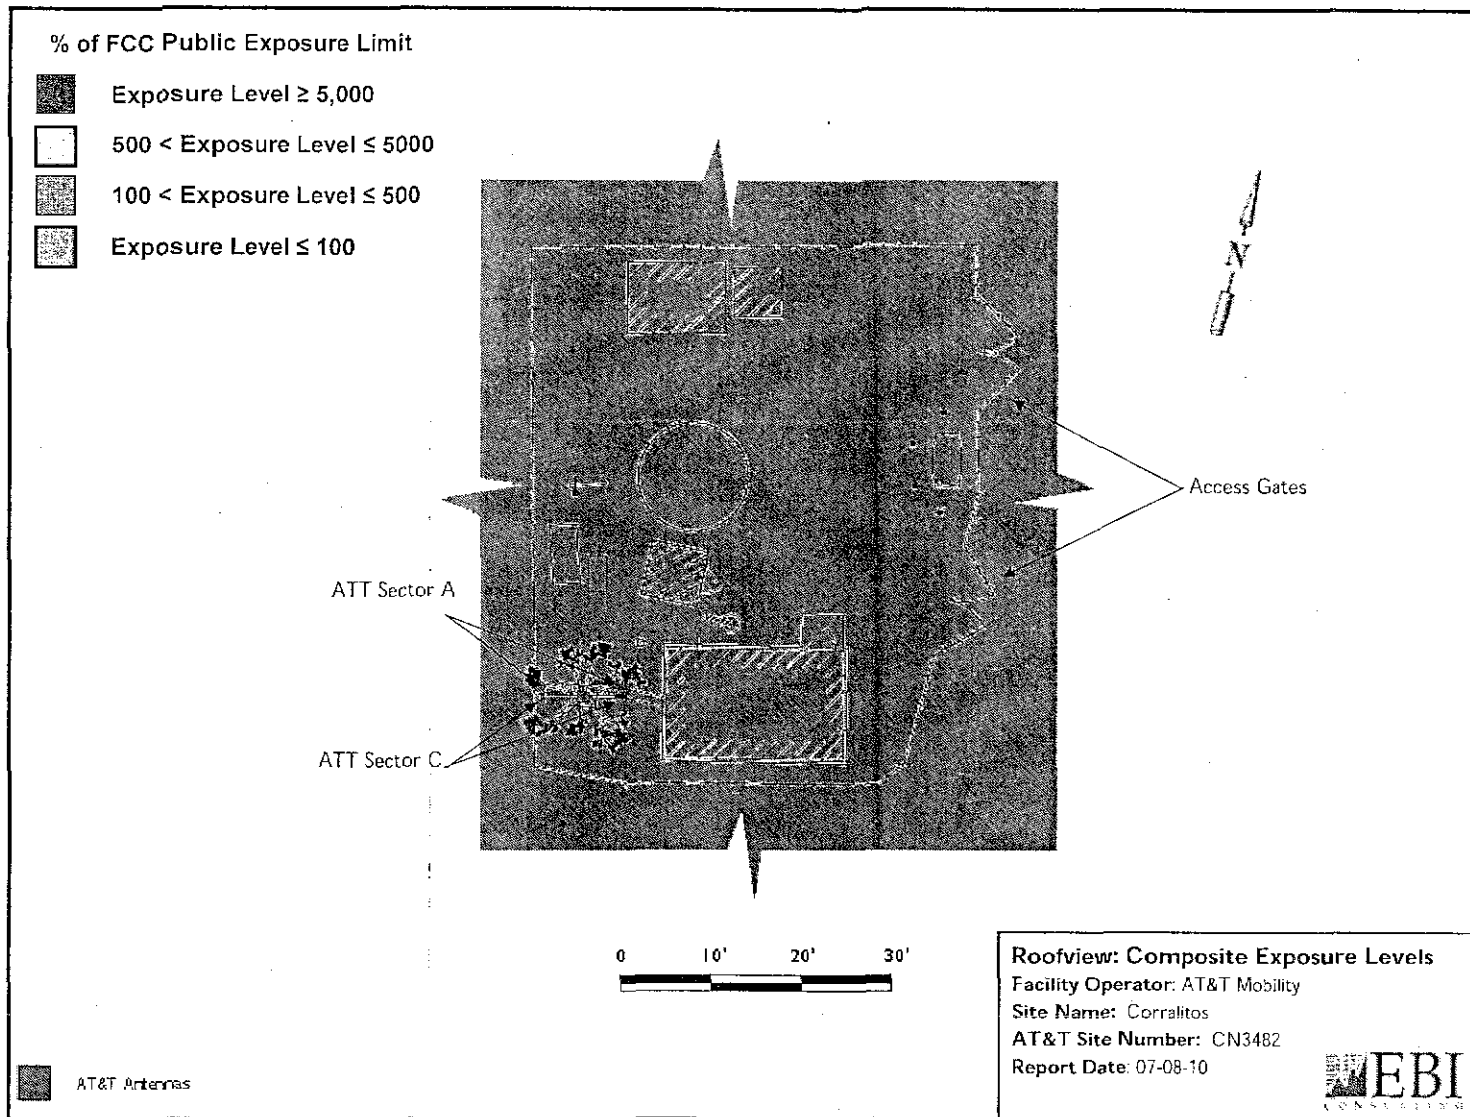 % of FCC Public Exposure Limit
Exposure Level ≥ 5,000
500 < Exposure Level ≤ 5000
100 < Exposure Level ≤ 500
Exposure Level ≤ 100
N
Access Gates
ATT Sector A
ATT Sector C
0 10' 20' 30'
Roofview: Composite Exposure Levels
Facility Operator: AT&T Mobility
Site Name: Corralitos
AT&T Site Number: CN3482
Report Date: 07-08-10
EBI
CONSULTING
AT&T Antennas